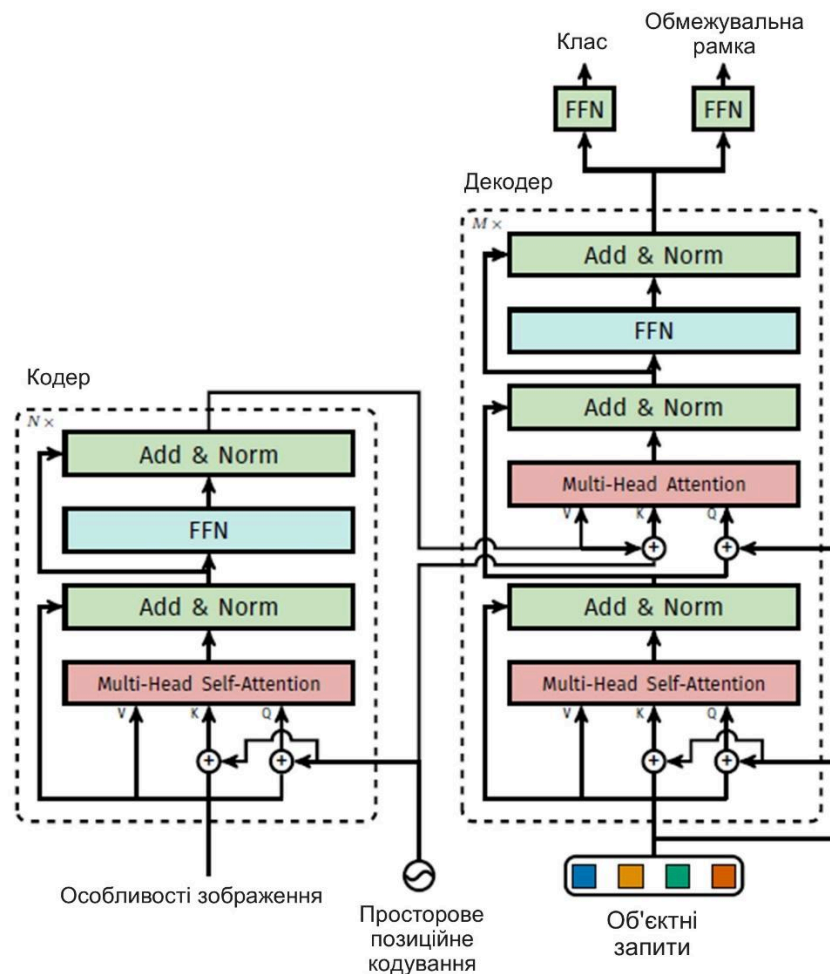 Клас
Обмежувальна
рамка
FFN
FFN
Декодер
M ×
Add & Norm
FFN
Add & Norm
Multi-Head Attention
V
K
Q
Add & Norm
Multi-Head Self-Attention
V
K
Q
Кодер
N ×
Add & Norm
FFN
Add & Norm
Multi-Head Self-Attention
V
K
Q
Особливості зображення
Просторове
позиційне
кодування
Об'єктні
запити